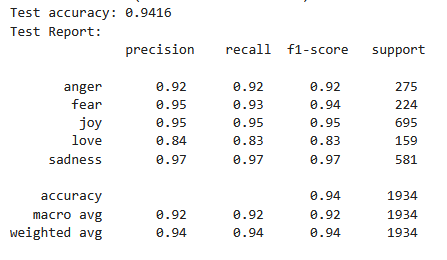 Test accuracy: 0.9416
Test Report:
precision recall f1-score support
anger 0.92 0.92 0.92 275
fear 0.95 0.93 0.94 224
joy 0.95 0.95 0.95 695
love 0.84 0.83 0.83 159
sadness 0.97 0.97 0.97 581
accuracy 0.94 1934
macro avg 0.92 0.92 0.92 1934
weighted avg 0.94 0.94 0.94 1934